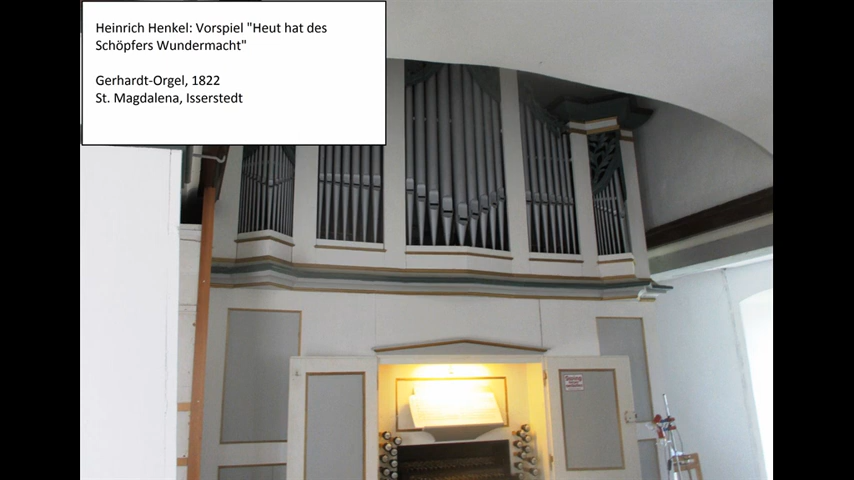 Heinrich Henkel: Vorspiel "Heut hat des
Schöpfers Wundermacht"
Gerhardt-Orgel, 1822
St. Magdalena, Isserstedt